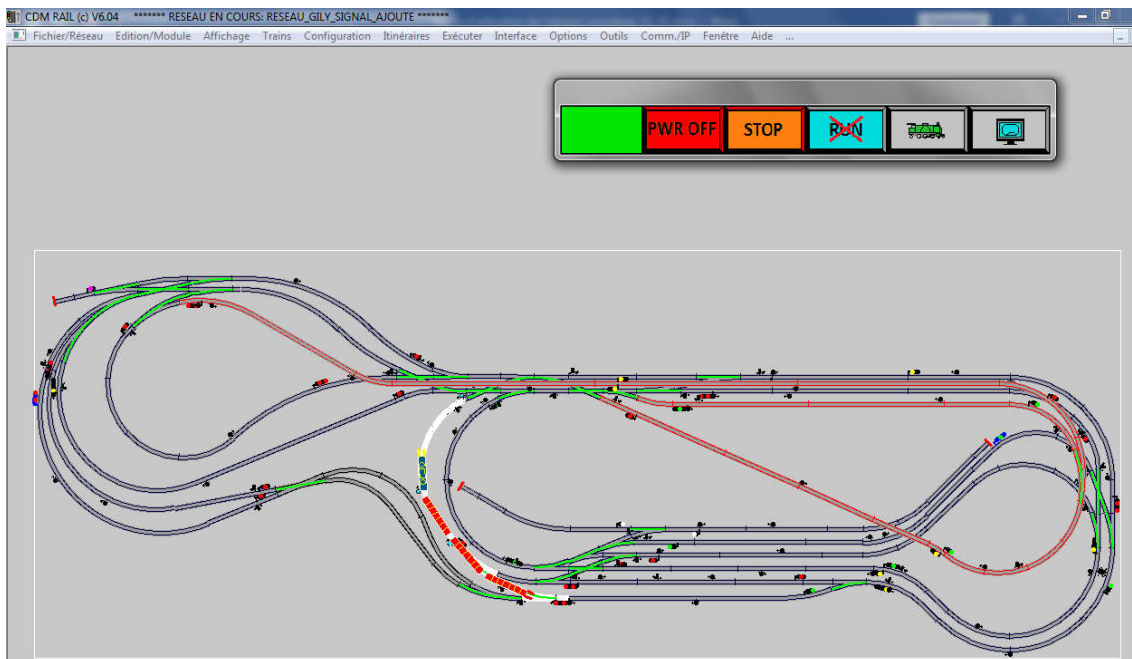 CDM RAIL (c) V6.04 ******* RESEAU EN COURS: RESEAU_GILY_SIGNAL_AJOUTE *******
Fichier/Réseau Edition/Module Affichage Trains Configuration Itinéraires Exécuter Interface Options Outils Comm./IP Fenêtre Aide ...
PWR OFF STOP RUN